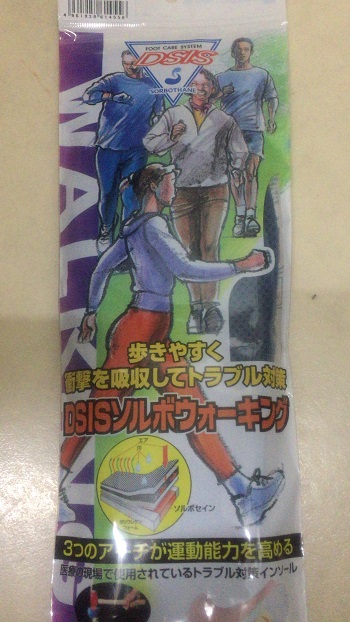 FOOT CARE SYSTEM
DSIS
SORBOTHANE
WALKING
歩きやすく
衝撃を吸収してトラブル対策
DSISソルボウォーキング
ソルボセイン
3つのアーチが運動能力を高める
医療の現場で使用されているトラブル対策インソール